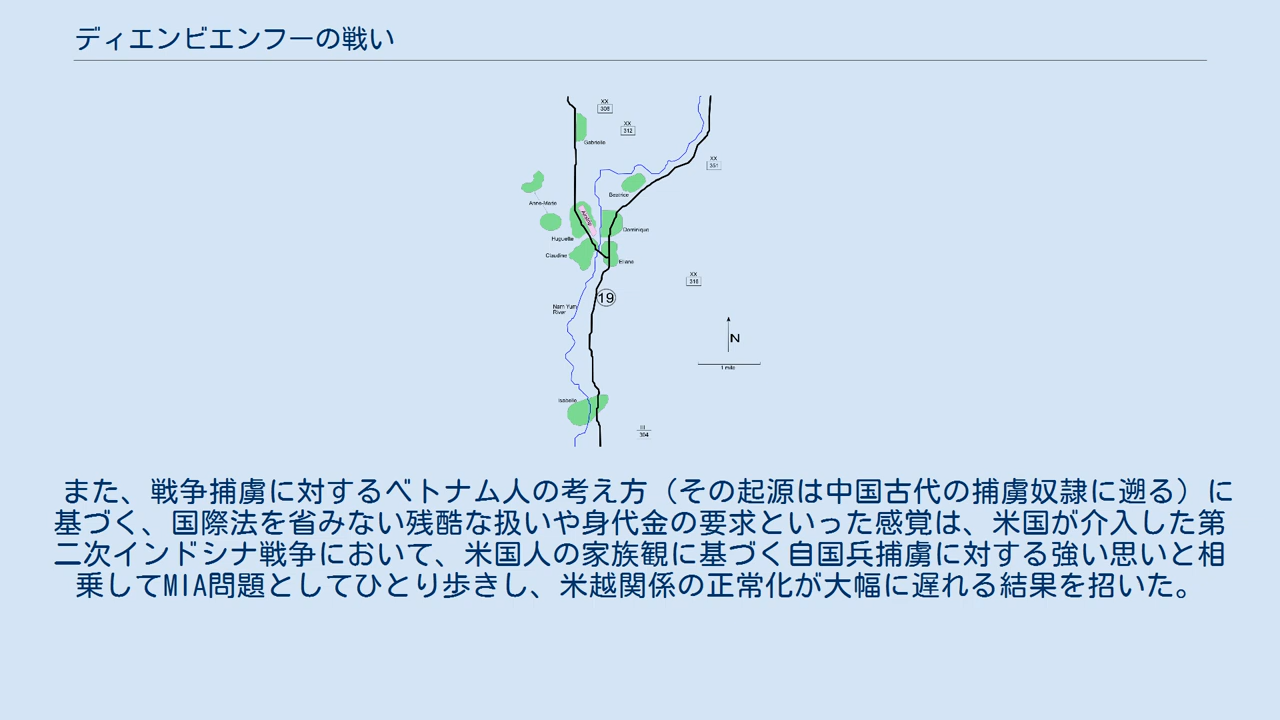 ディエンビエンフーの戦い
XX
308
XX
312
Gabrielle
XX
351
Beatrice
Anne-Marie
Airstrip
Dominique
Huguette
Claudine
Eliane
XX
316
19
Nam Yum
River
N
1 mile
Isabelle
III
304
また、戦争捕虜に対するベトナム人の考え方（その起源は中国古代の捕虜奴隷に遡る）に
基づく、国際法を省みない残酷な扱いや身代金の要求といった感覚は、米国が介入した第
二次インドシナ戦争において、米国人の家族観に基づく自国兵捕虜に対する強い思いと相
乗してMIA問題としてひとり歩きし、米越関係の正常化が大幅に遅れる結果を招いた。